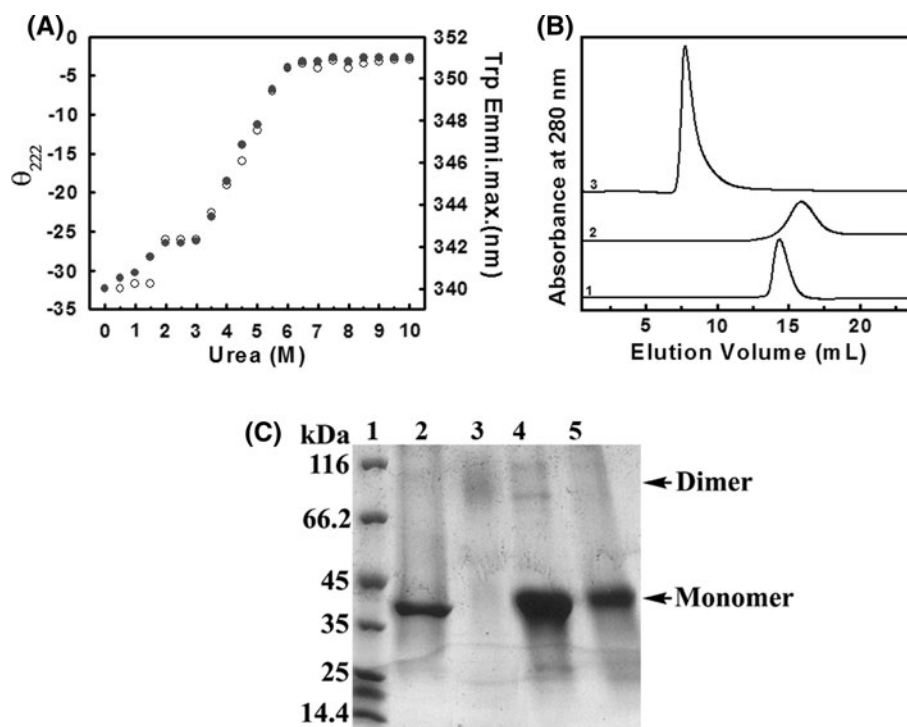 (A)
0
-5
-10
-15
-20
-25
-30
-35
θ222
352
350
348
346
344
342
340
Trp Emmi.max.(nm)
0 1 2 3 4 5 6 7 8 9 10
Urea (M)
(B)
Absorbance at 280 nm
3
2
1
5 10 15 20
Elution Volume (mL)
(C)
kDa 1 2 3 4 5
116
66.2
45
35
25
14.4
Dimer
Monomer